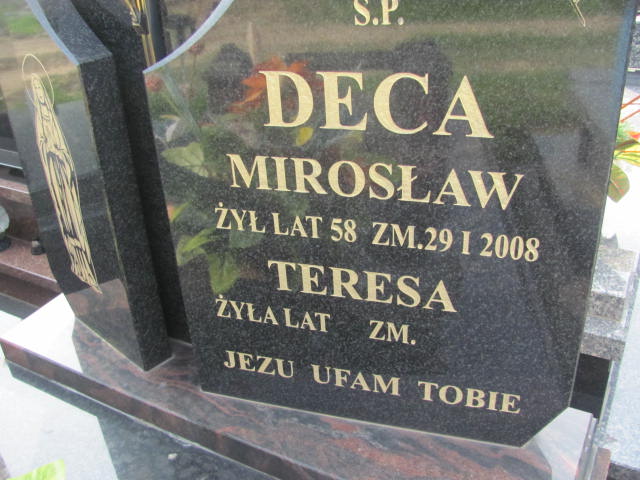 S.P.
DECA
MIROSŁAW
ŻYŁ LAT 58 ZM.29 I 2008
TERESA
ŻYŁA LAT ZM.
JEZU UFAM TOBIE